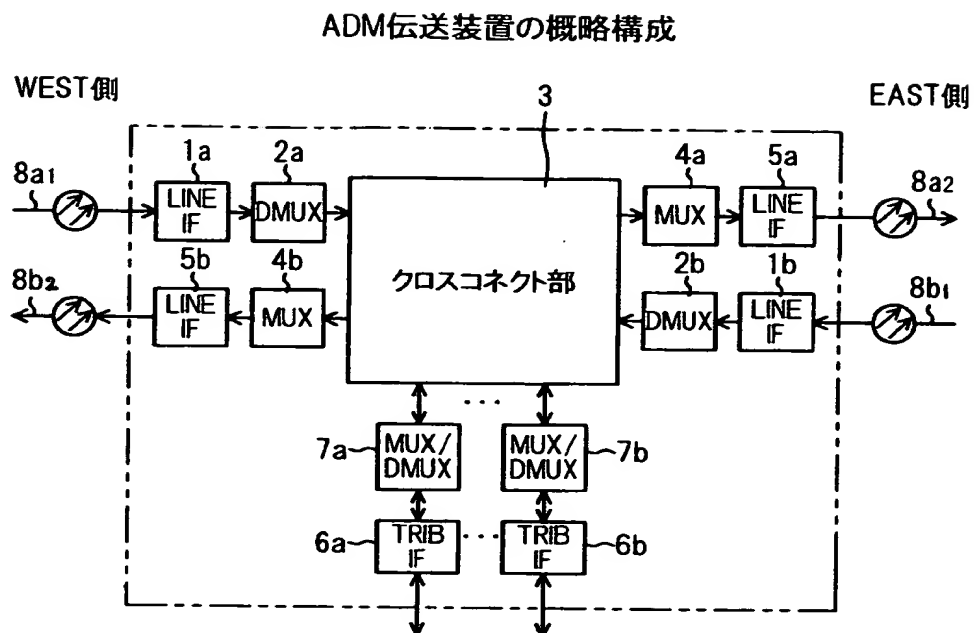 ADM伝送装置の概略構成
WEST側
EAST側
3
1a
2a
4a
5a
8a1
8a2
LINE
IF
DMUX
MUX
LINE
IF
5b
4b
2b
1b
8b2
8b1
LINE
IF
MUX
クロスコネクト部
DMUX
LINE
IF
...
7a
MUX/
DMUX
MUX/
DMUX
7b
6a
TRIB
IF
...
TRIB
IF
6b